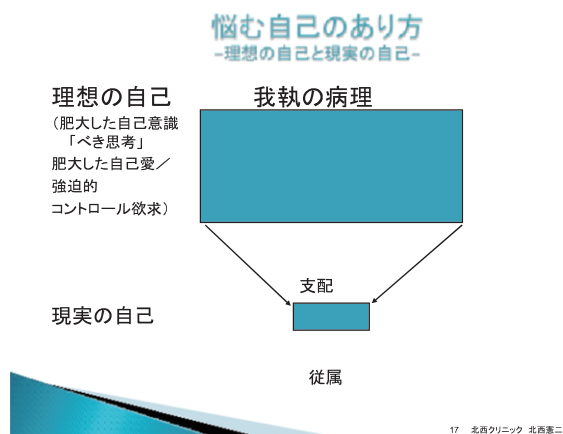 悩む自己のあり方
–理想の自己と現実の自己–
理想の自己
我執の病理
（肥大した自己意識
「べき思考」
肥大した自己愛／
強迫的
コントロール欲求）
支配
現実の自己
従属
17 北西クリニック 北西憲二